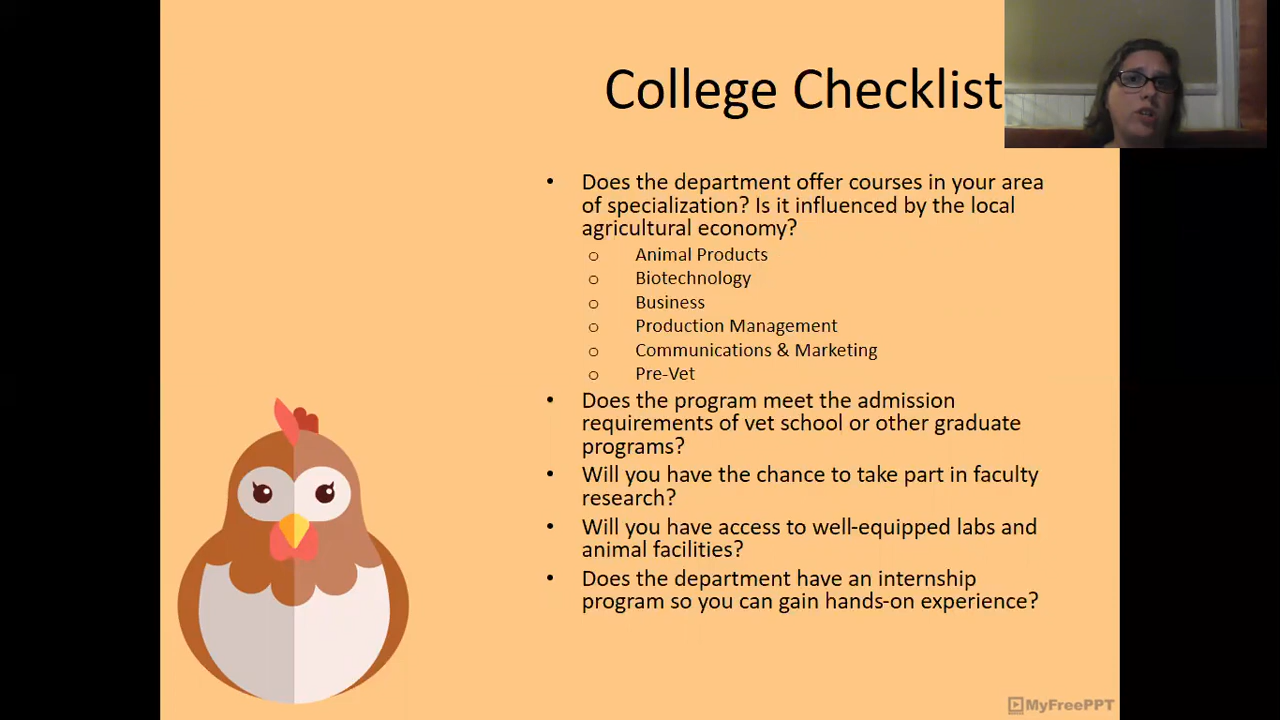 College Checklist
• Does the department offer courses in your area
of specialization? Is it influenced by the local
agricultural economy?
o Animal Products
o Biotechnology
o Business
o Production Management
o Communications & Marketing
o Pre-Vet
• Does the program meet the admission
requirements of vet school or other graduate
programs?
• Will you have the chance to take part in faculty
research?
• Will you have access to well-equipped labs and
animal facilities?
• Does the department have an internship
program so you can gain hands-on experience?
MyFreePPT